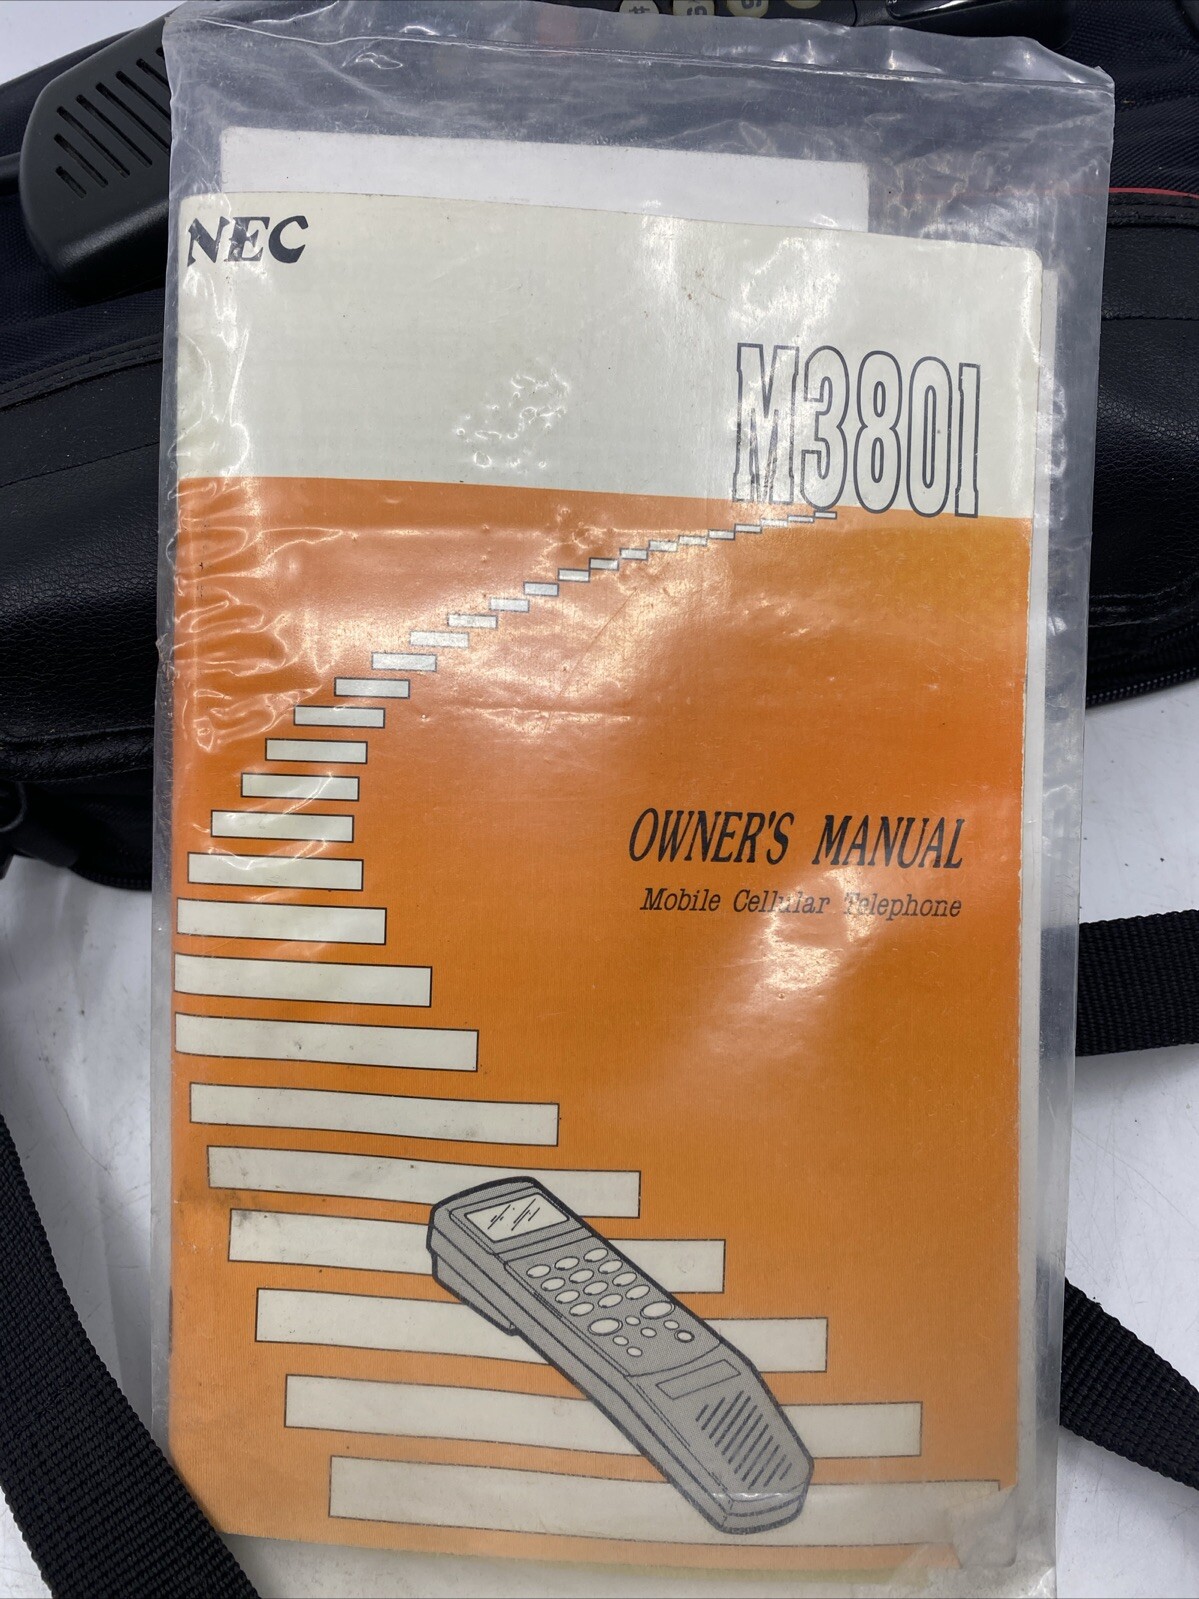 NEC
M3801
OWNER'S MANUAL
Mobile Cellular Telephone